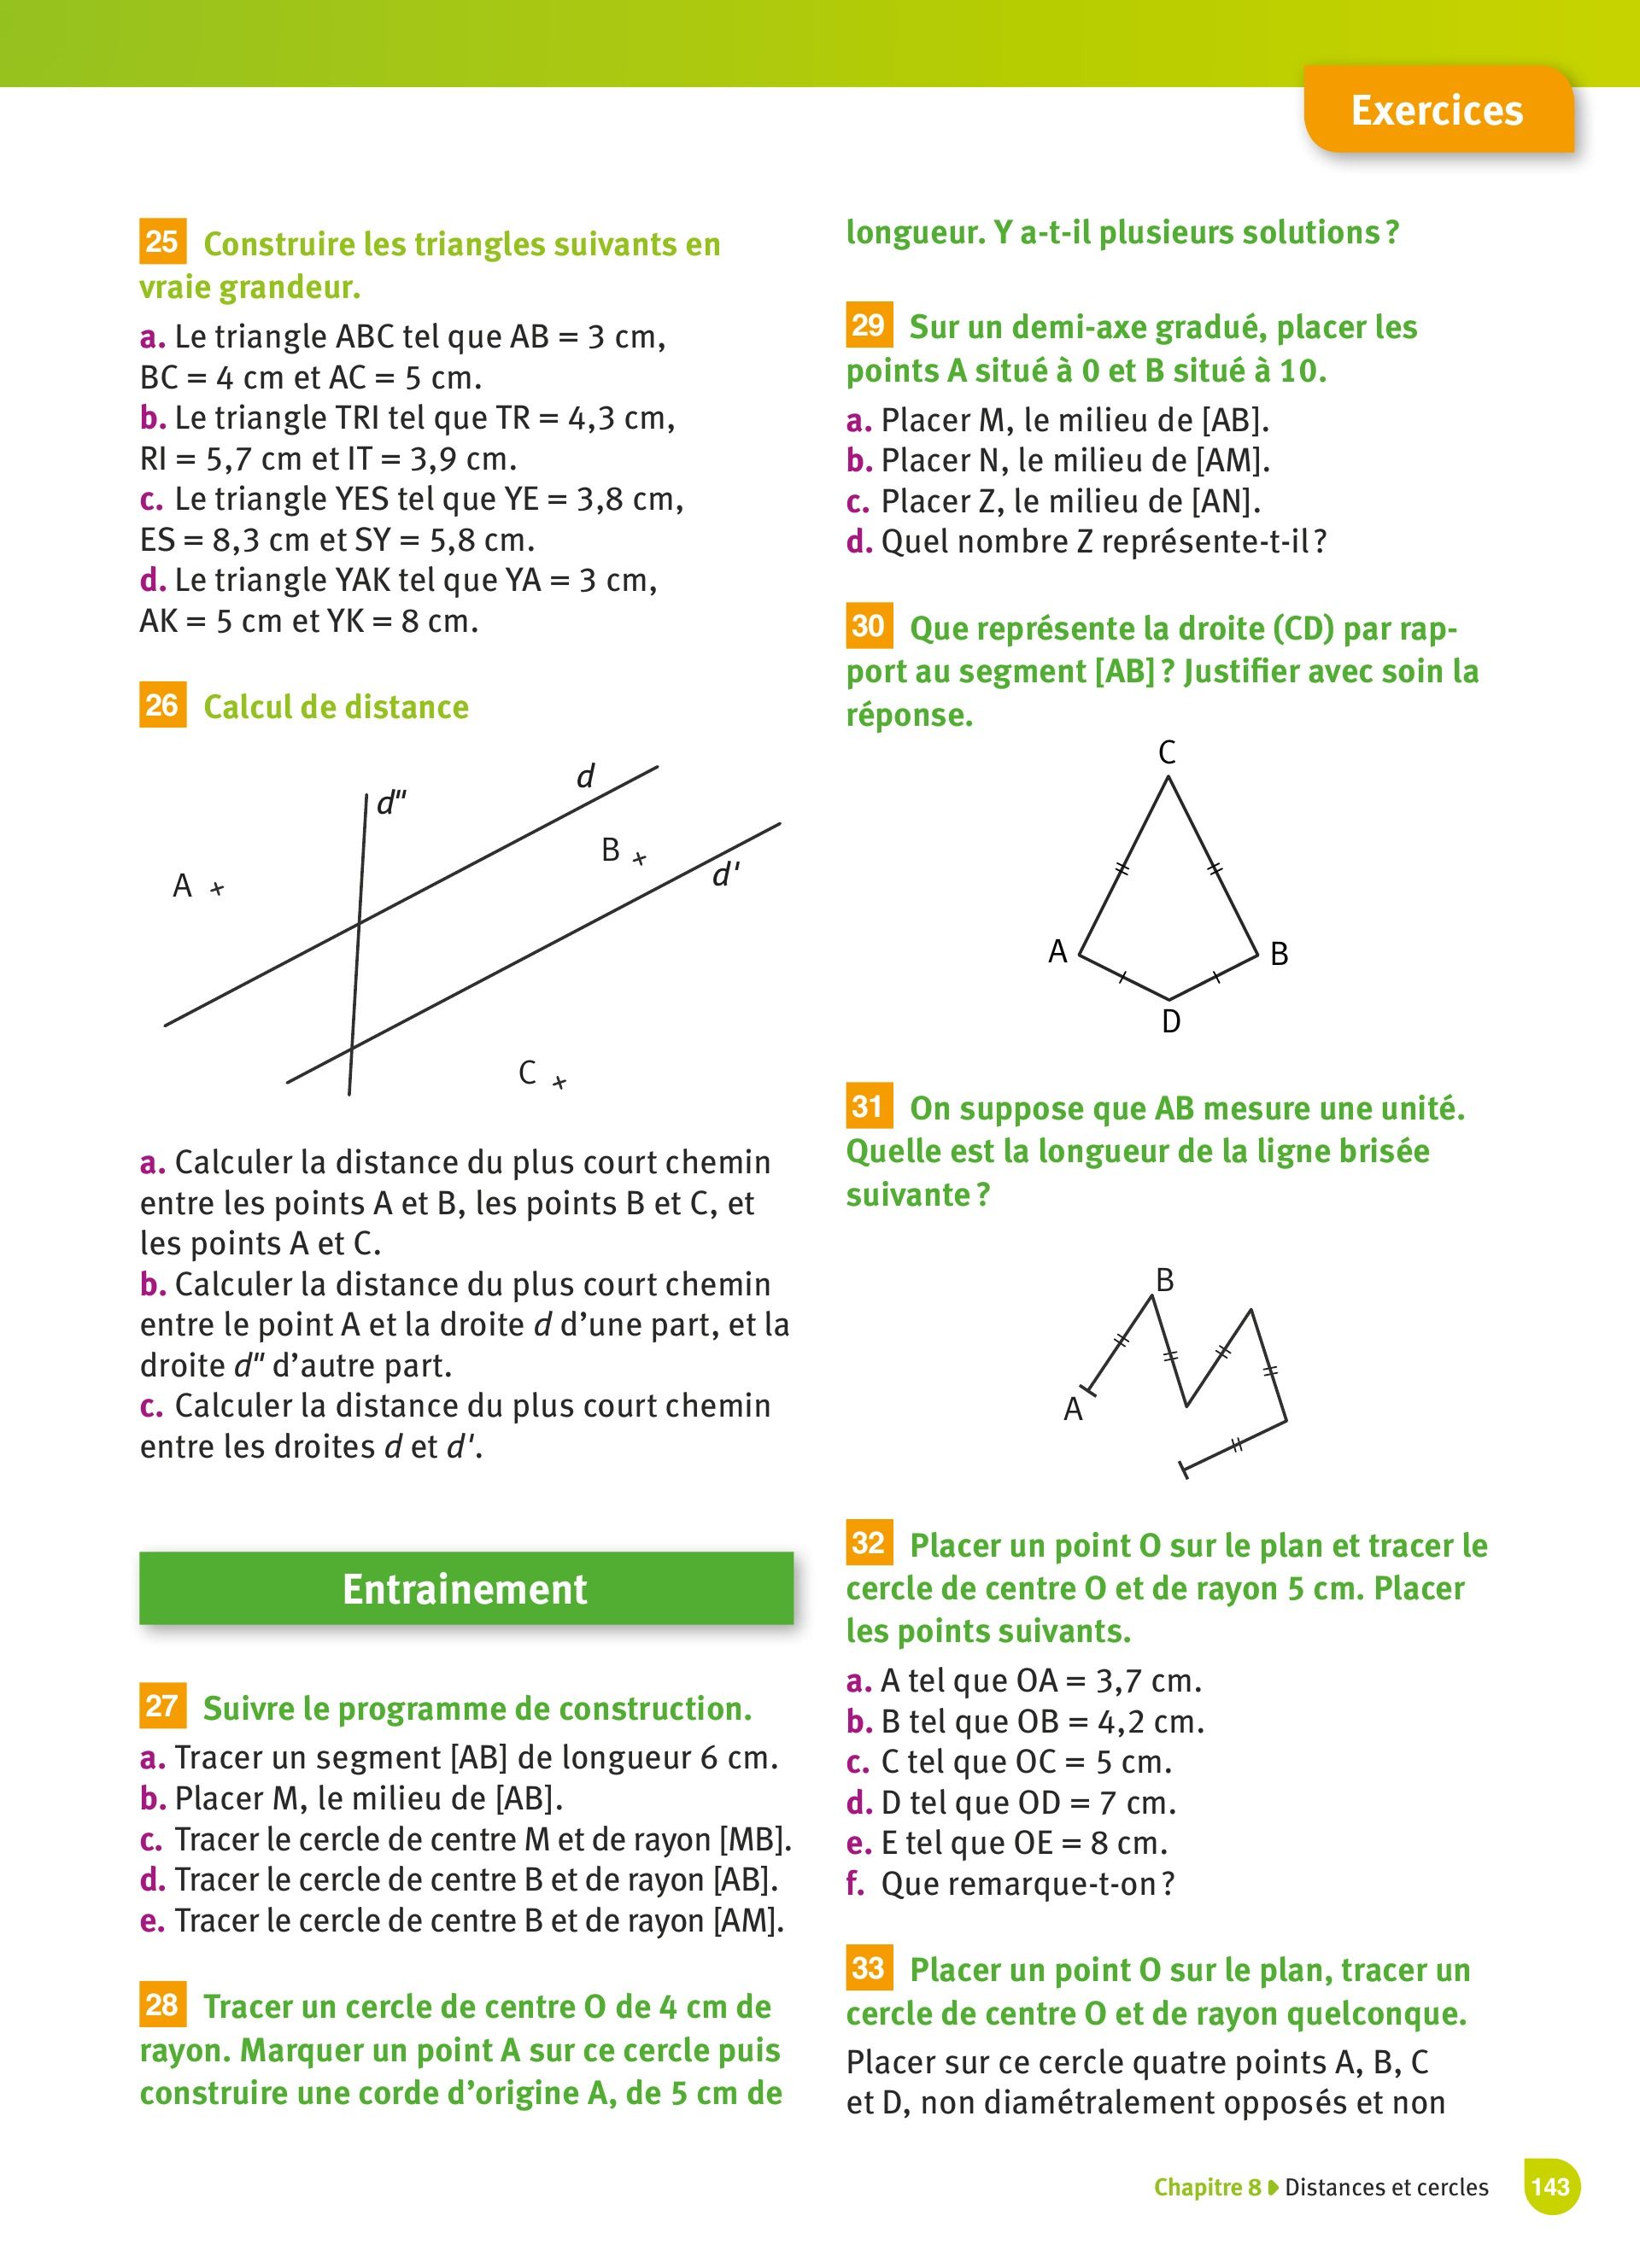 Exercices
25 Construire les triangles suivants en
vraie grandeur.
a. Le triangle ABC tel que AB = 3 cm,
BC = 4 cm et AC = 5 cm.
b. Le triangle TRI tel que TR = 4,3 cm,
RI = 5,7 cm et IT = 3,9 cm.
c. Le triangle YES tel que YE = 3,8 cm,
ES = 8,3 cm et SY = 5,8 cm.
d. Le triangle YAK tel que YA = 3 cm,
AK = 5 cm et YK = 8 cm.
26 Calcul de distance
d
d"
B
d'
A
C
a. Calculer la distance du plus court chemin
entre les points A et B, les points B et C, et
les points A et C.
b. Calculer la distance du plus court chemin
entre le point A et la droite d d’une part, et la
droite d" d’autre part.
c. Calculer la distance du plus court chemin
entre les droites d et d'.
Entrainement
27 Suivre le programme de construction.
a. Tracer un segment [AB] de longueur 6 cm.
b. Placer M, le milieu de [AB].
c. Tracer le cercle de centre M et de rayon [MB].
d. Tracer le cercle de centre B et de rayon [AB].
e. Tracer le cercle de centre B et de rayon [AM].
28 Tracer un cercle de centre O de 4 cm de
rayon. Marquer un point A sur ce cercle puis
construire une corde d’origine A, de 5 cm de
longueur. Y a-t-il plusieurs solutions ?
29 Sur un demi-axe gradué, placer les
points A situé à 0 et B situé à 10.
a. Placer M, le milieu de [AB].
b. Placer N, le milieu de [AM].
c. Placer Z, le milieu de [AN].
d. Quel nombre Z représente-t-il ?
30 Que représente la droite (CD) par rap-
port au segment [AB] ? Justifier avec soin la
réponse.
C
A
B
D
31 On suppose que AB mesure une unité.
Quelle est la longueur de la ligne brisée
suivante ?
B
A
32 Placer un point O sur le plan et tracer le
cercle de centre O et de rayon 5 cm. Placer
les points suivants.
a. A tel que OA = 3,7 cm.
b. B tel que OB = 4,2 cm.
c. C tel que OC = 5 cm.
d. D tel que OD = 7 cm.
e. E tel que OE = 8 cm.
f. Que remarque-t-on ?
33 Placer un point O sur le plan, tracer un
cercle de centre O et de rayon quelconque.
Placer sur ce cercle quatre points A, B, C
et D, non diamétralement opposés et non
Chapitre 8 Distances et cercles 143